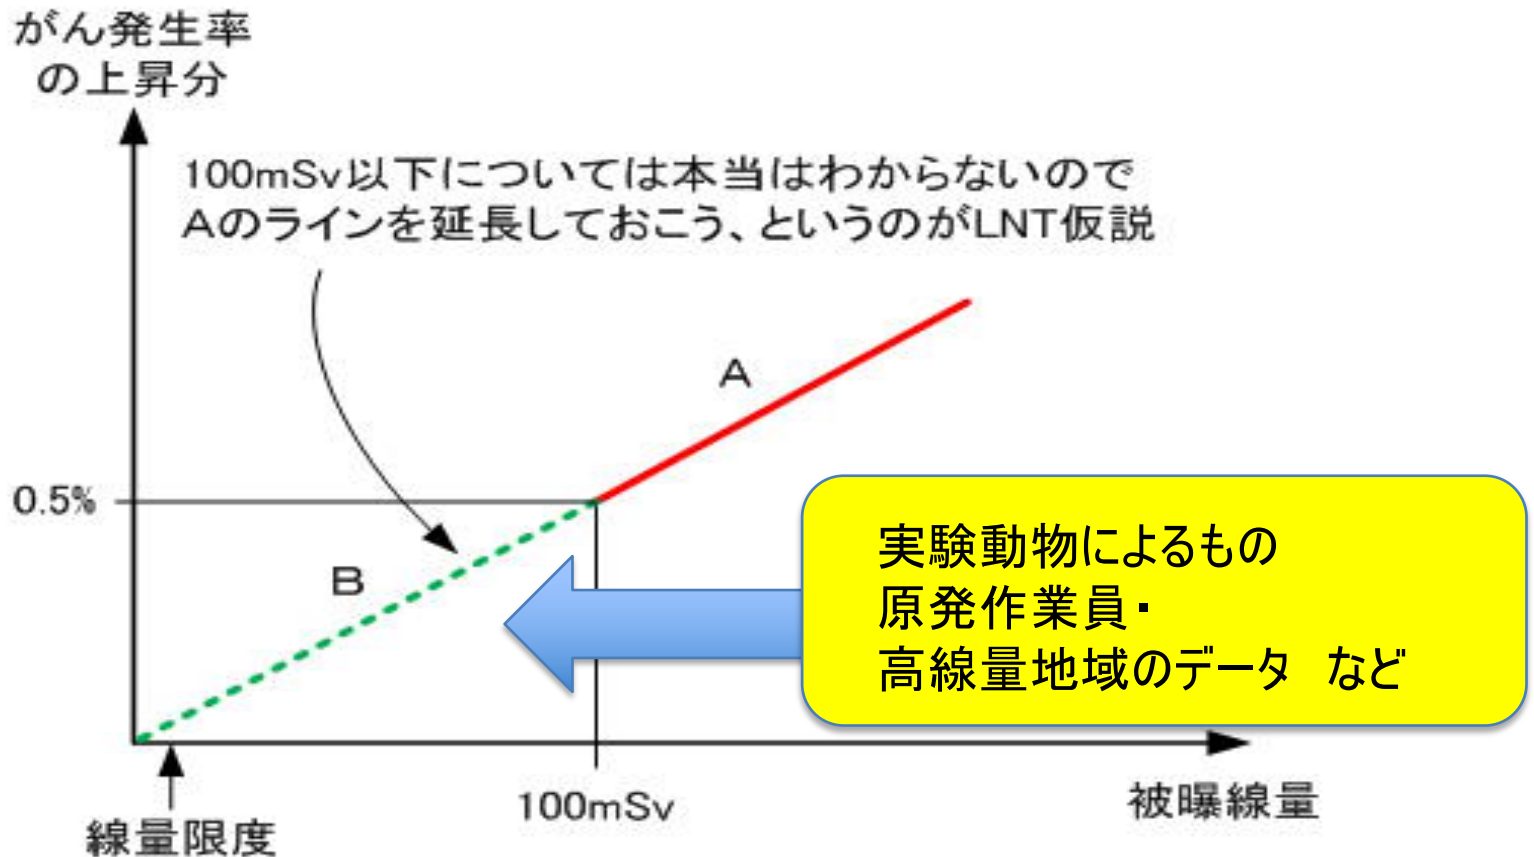 がん発生率
の上昇分
100mSv以下については本当はわからないので
Aのラインを延長しておこう、というのがLNT仮説
A
0.5%
B
実験動物によるもの
原発作業員・
高線量地域のデータ　など
100mSv
被曝線量
線量限度